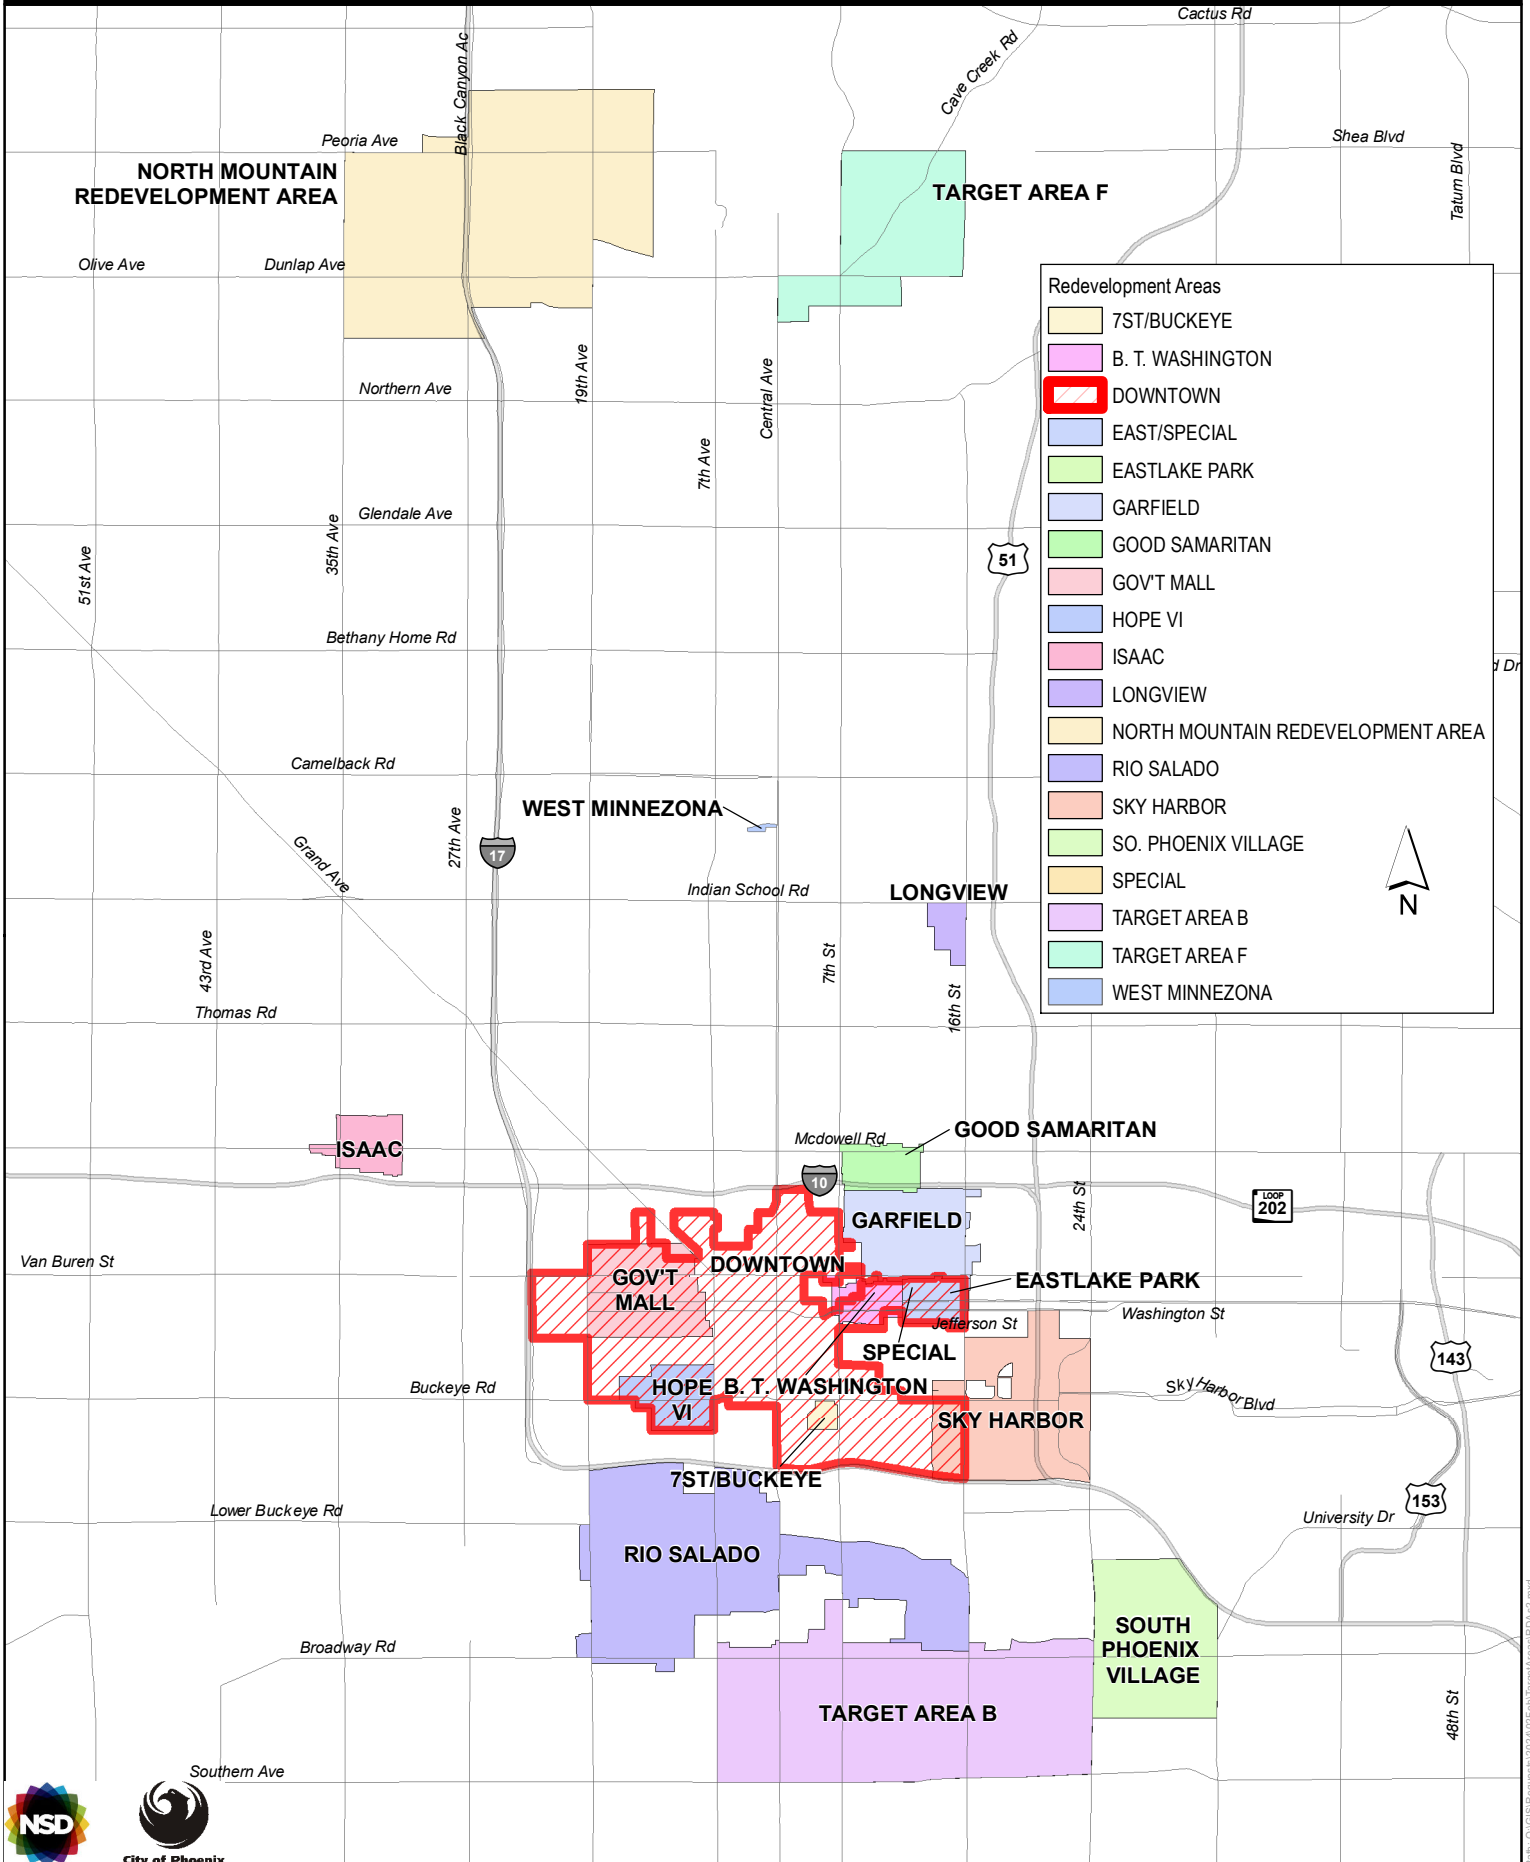 Cactus Rd
Black Canyon Ac
Cave Creek Rd
Peoria Ave
Shea Blvd
Tatum Blvd
NORTH MOUNTAIN
REDEVELOPMENT AREA
TARGET AREA F
Olive Ave
Dunlap Ave
Redevelopment Areas
7ST/BUCKEYE
B. T. WASHINGTON
DOWNTOWN
EAST/SPECIAL
EASTLAKE PARK
GARFIELD
GOOD SAMARITAN
GOV'T MALL
HOPE VI
ISAAC
LONGVIEW
NORTH MOUNTAIN REDEVELOPMENT AREA
RIO SALADO
SKY HARBOR
SO. PHOENIX VILLAGE
SPECIAL
TARGET AREA B
TARGET AREA F
WEST MINNEZONA
N
19th Ave
Northern Ave
Central Ave
7th Ave
Glendale Ave
35th Ave
51st Ave
51
Bethany Home Rd
d Dr
Camelback Rd
WEST MINNEZONA
27th Ave
17
Grand Ave
Indian School Rd
LONGVIEW
43rd Ave
7th St
16th St
Thomas Rd
ISAAC
Mcdowell Rd
GOOD SAMARITAN
10
24th St
LOOP
202
GARFIELD
Van Buren St
DOWNTOWN
GOV'T
MALL
EASTLAKE PARK
Washington St
Jefferson St
SPECIAL
143
Buckeye Rd
HOPE
VI
B. T. WASHINGTON
Sky Harbor Blvd
SKY HARBOR
7ST/BUCKEYE
153
Lower Buckeye Rd
University Dr
RIO SALADO
SOUTH
PHOENIX
VILLAGE
Broadway Rd
TARGET AREA B
48th St
Southern Ave
NSD
City of Phoenix